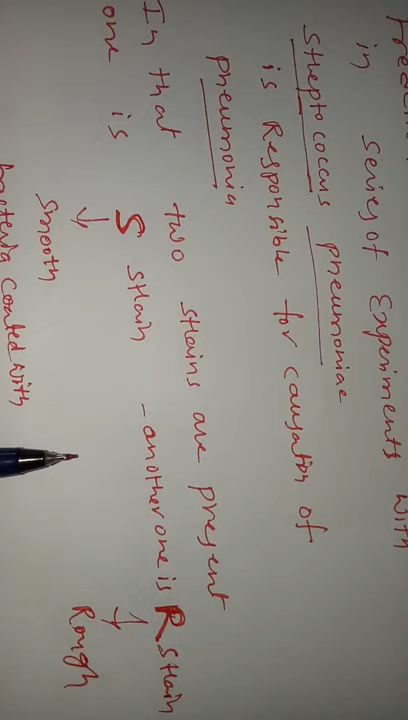 in series of Experiments with
Streptococcus pneumoniae
is Responsible for causation of
pneumonia
In that two strains are present
one is S strain - another one is R strain
↓ ↓
Smooth Rough
bacteria coated with